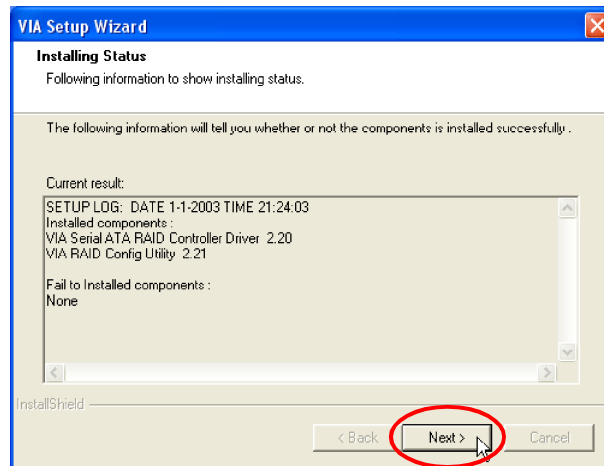 VIA Setup Wizard
Installing Status
Following information to show installing status.
The following information will tell you whether or not the components is installed successfully .
Current result:
SETUP LOG: DATE 1-1-2003 TIME 21:24:03
Installed components :
VIA Serial ATA RAID Controller Driver 2.20
VIA RAID Config Utility 2.21
Fail to Installed components :
None
InstallShield
< Back
Next >
Cancel